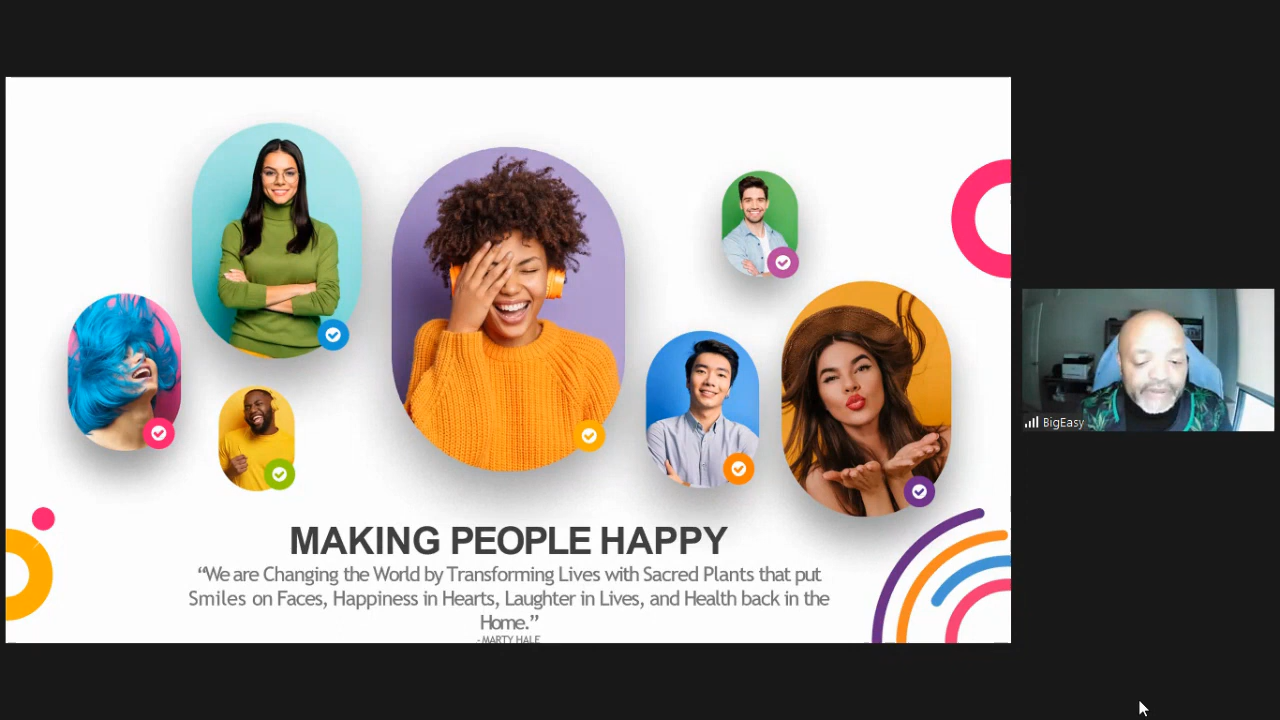 MAKING PEOPLE HAPPY
“We are Changing the World by Transforming Lives with Sacred Plants that put
Smiles on Faces, Happiness in Hearts, Laughter in Lives, and Health back in the
Home.”
- MARTY HALE
BigEasy